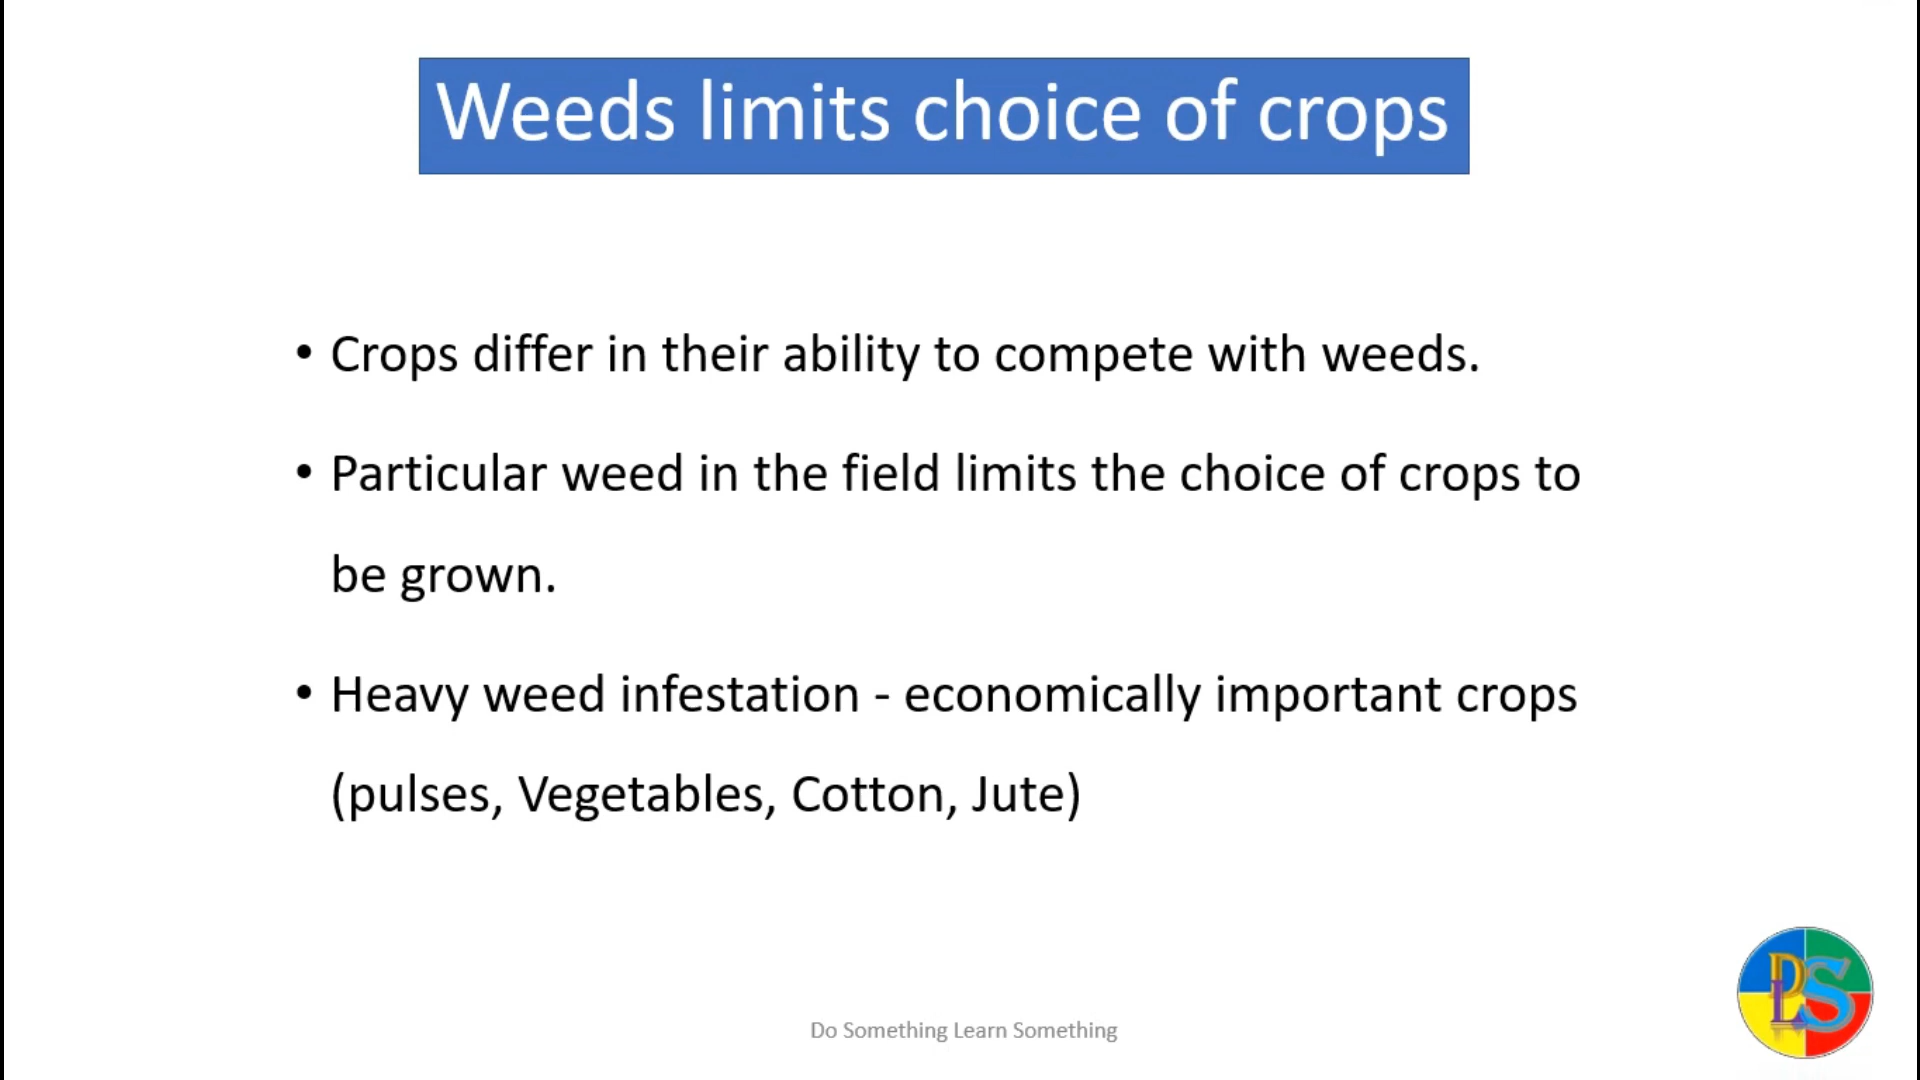 Weeds limits choice of crops
• Crops differ in their ability to compete with weeds.
• Particular weed in the field limits the choice of crops to
be grown.
• Heavy weed infestation - economically important crops
(pulses, Vegetables, Cotton, Jute)
Do Something Learn Something
DLS